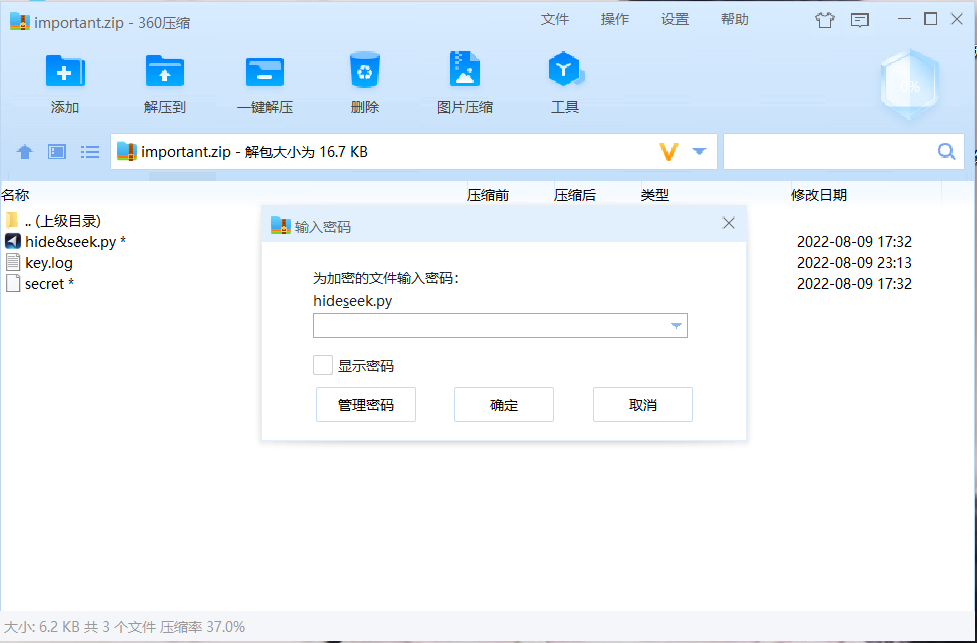 important.zip - 360压缩
文件 操作 设置 帮助
添加 解压到 一键解压 删除 图片压缩 工具
0%
important.zip - 解包大小为 16.7 KB
名称 压缩前 压缩后 类型 修改日期
.. (上级目录)
hide&seek.py * 2022-08-09 17:32
key.log 2022-08-09 23:13
secret * 2022-08-09 17:32
输入密码
为加密的文件输入密码:
hideseek.py
显示密码
管理密码 确定 取消
大小: 6.2 KB 共 3 个文件 压缩率 37.0%